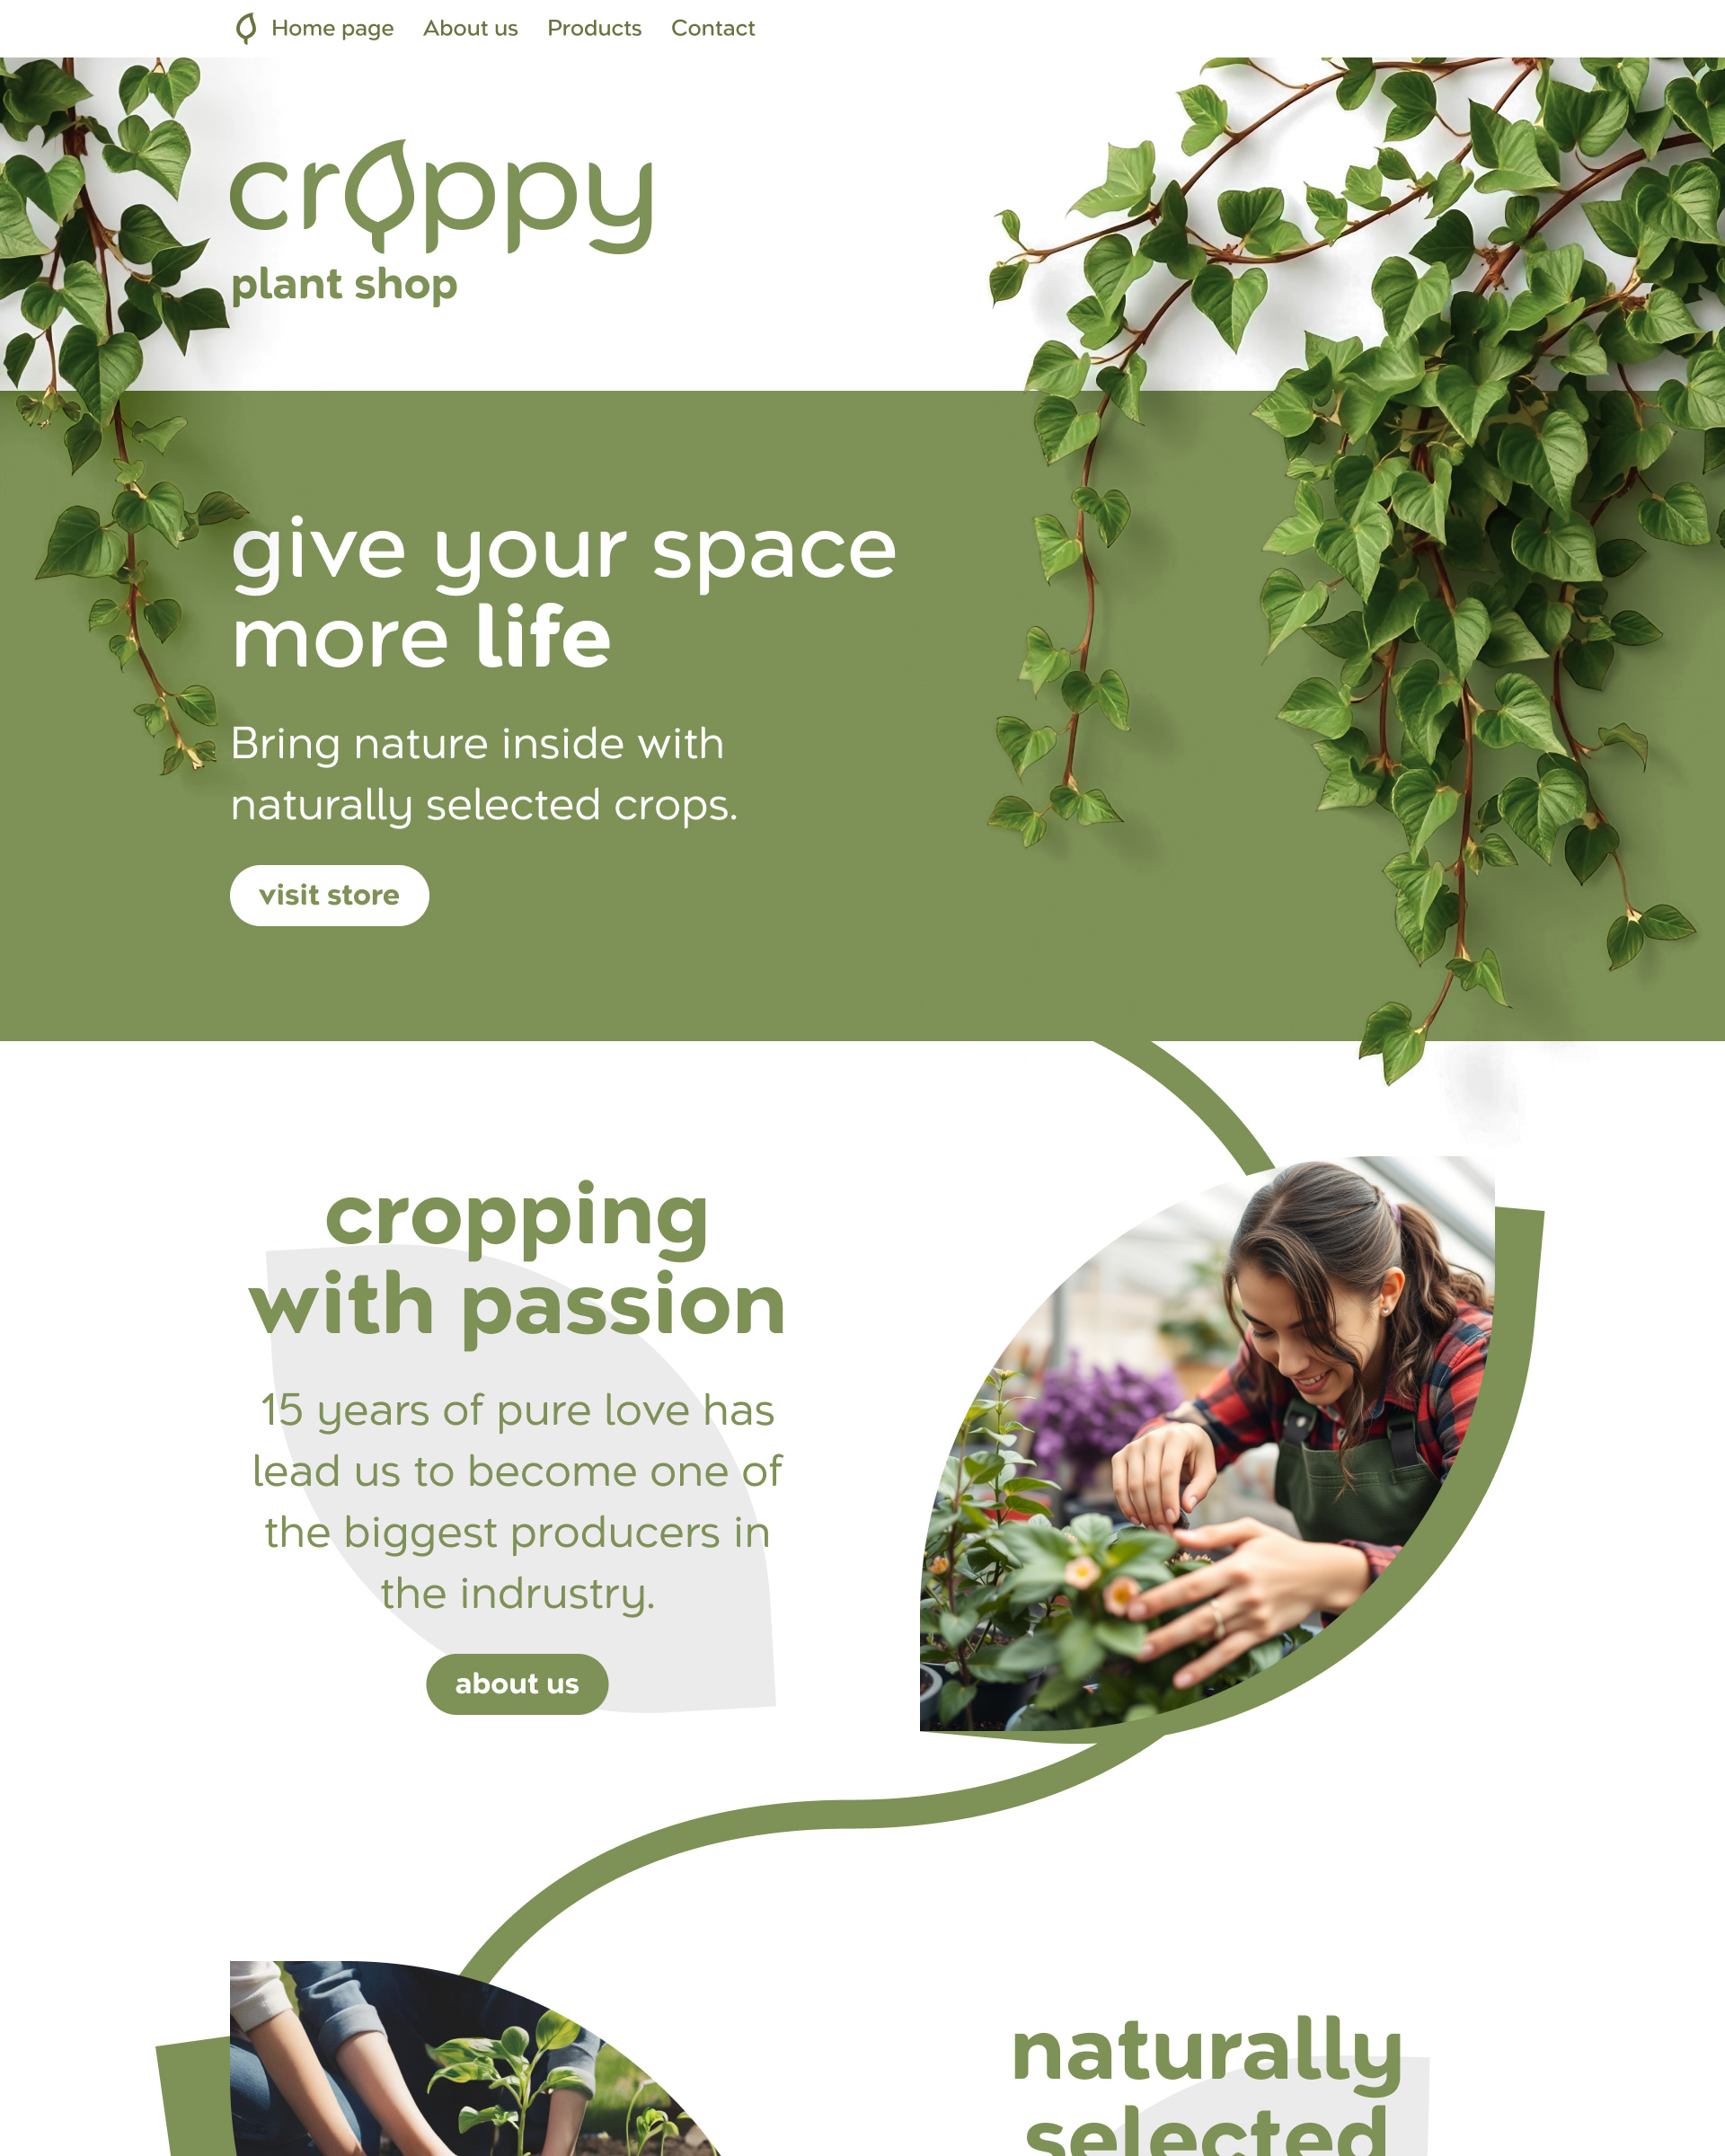 Home page About us Products Contact
croppy
plant shop
give your space
more life
Bring nature inside with
naturally selected crops.
visit store
cropping
with passion
15 years of pure love has
lead us to become one of
the biggest producers in
the indrustry.
about us
naturally
selected